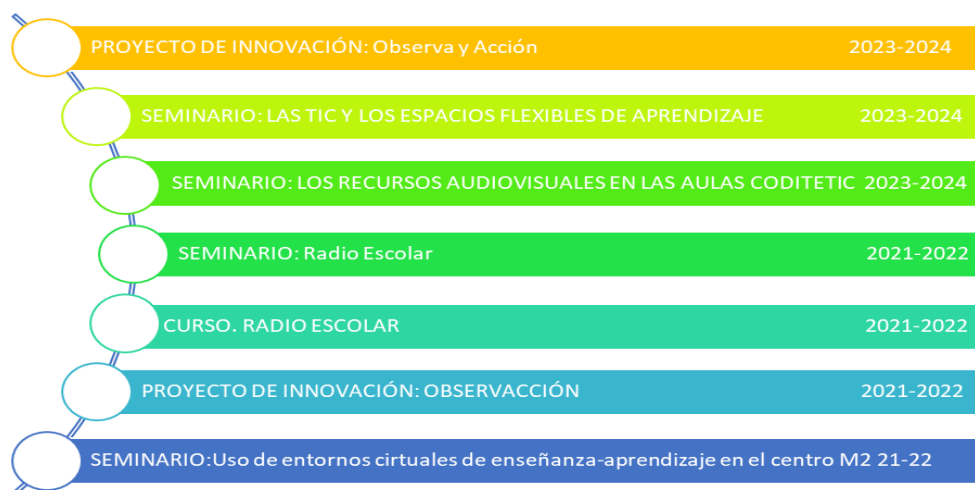 PROYECTO DE INNOVACIÓN: Observa y Acción 2023-2024
SEMINARIO: LAS TIC Y LOS ESPACIOS FLEXIBLES DE APRENDIZAJE 2023-2024
SEMINARIO: LOS RECURSOS AUDIOVISUALES EN LAS AULAS CODITETIC 2023-2024
SEMINARIO: Radio Escolar 2021-2022
CURSO. RADIO ESCOLAR 2021-2022
PROYECTO DE INNOVACIÓN: OBSERVACCIÓN 2021-2022
SEMINARIO:Uso de entornos cirtuales de enseñanza-aprendizaje en el centro M2 21-22